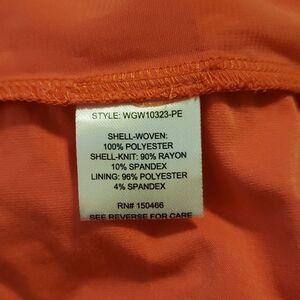 STYLE: WGW10323-PE
SHELL-WOVEN:
100% POLYESTER
SHELL-KNIT: 90% RAYON
10% SPANDEX
LINING: 96% POLYESTER
4% SPANDEX
RN# 150466
SEE REVERSE FOR CARE